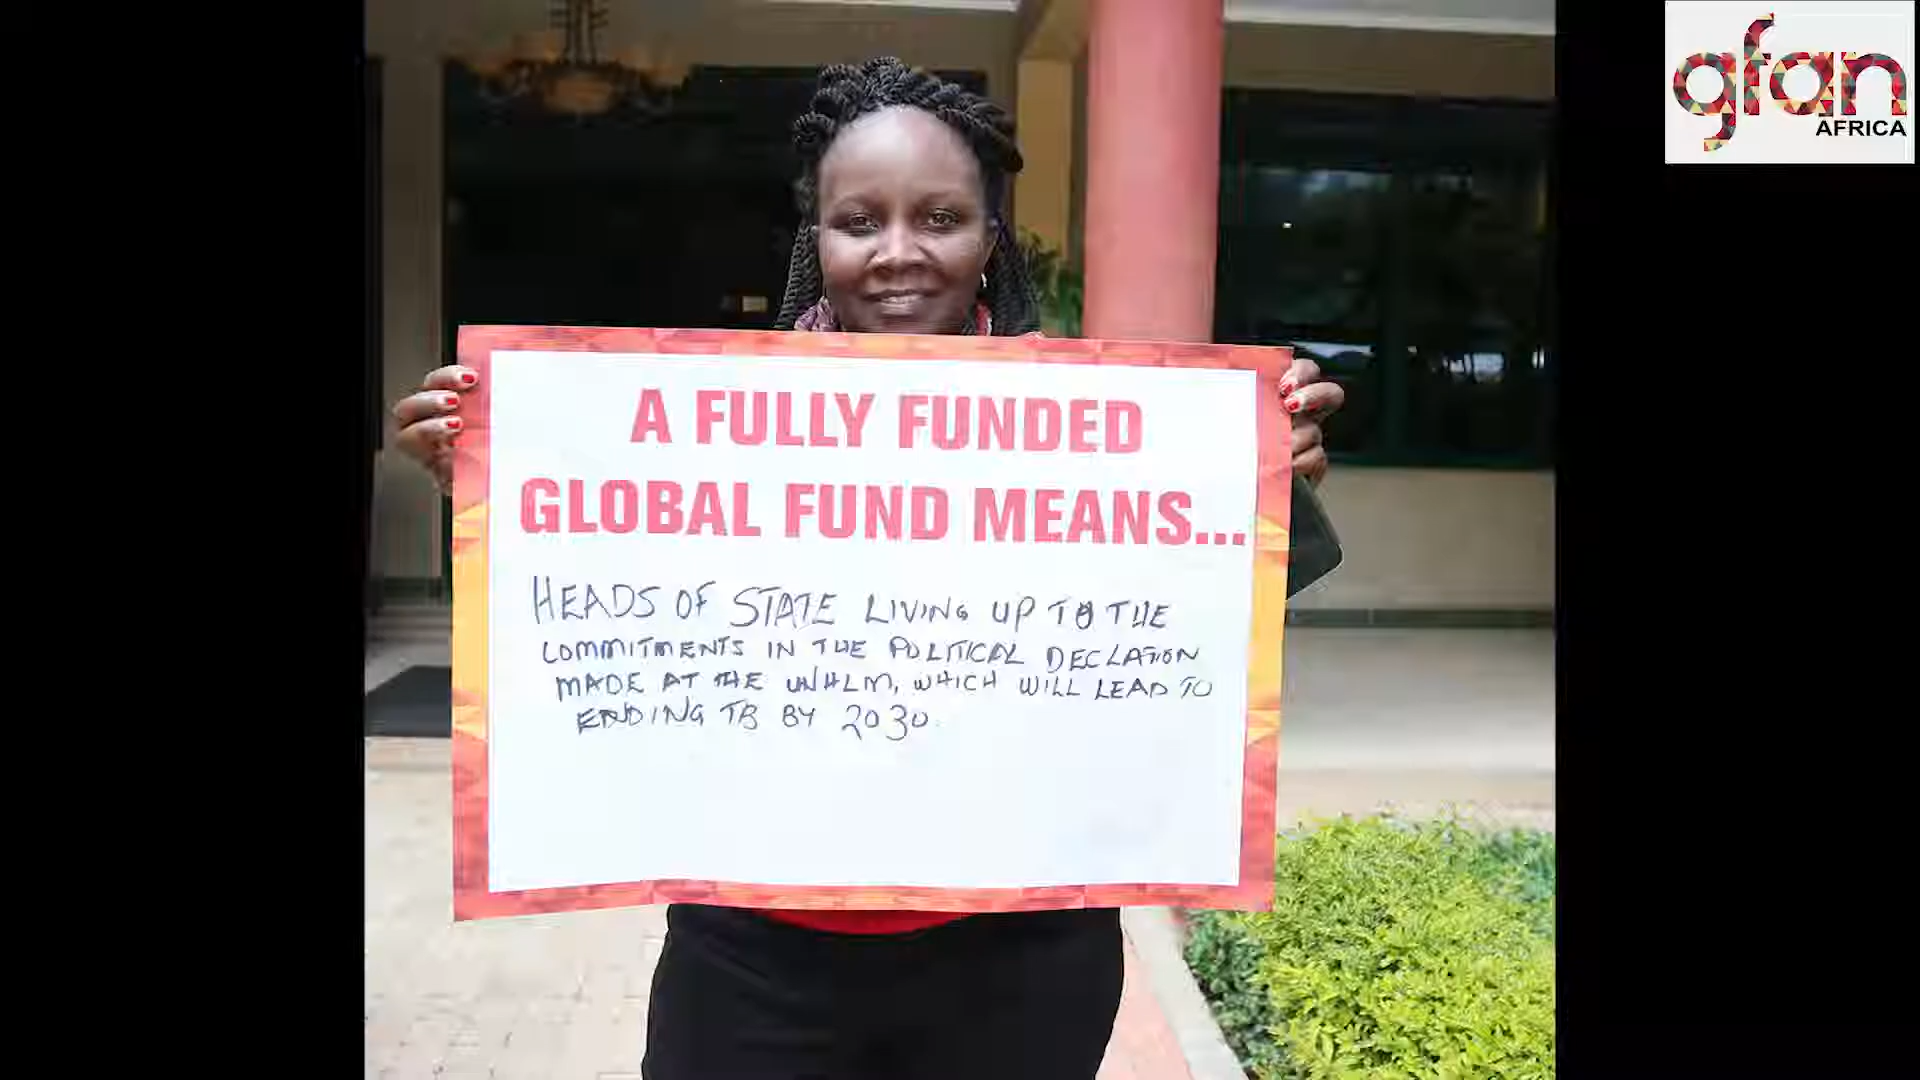 gfan
AFRICA
A FULLY FUNDED
GLOBAL FUND MEANS...
HEADS OF STATE LIVING UP TO THE
COMMITMENTS IN THE POLITICAL DECLATION
MADE AT THE UNHLM, WHICH WILL LEAD TO
ENDING TB BY 2030.